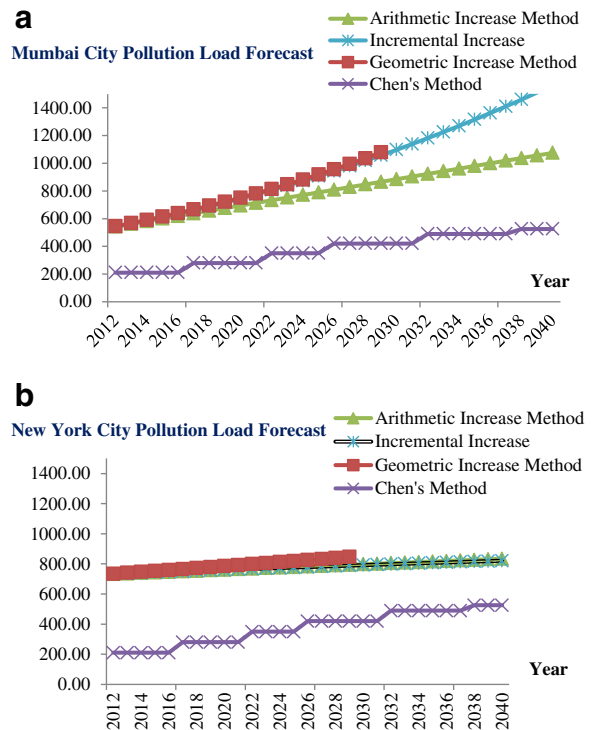 a
Mumbai City Pollution Load Forecast
Arithmetic Increase Method
Incremental Increase
Geometric Increase Method
Chen's Method
1400.00
1200.00
1000.00
800.00
600.00
400.00
200.00
0.00
Year
2012 2014 2016 2018 2020 2022 2024 2026 2028 2030 2032 2034 2036 2038 2040
b
New York City Pollution Load Forecast
Arithmetic Increase Method
Incremental Increase
Geometric Increase Method
Chen's Method
1400.00
1200.00
1000.00
800.00
600.00
400.00
200.00
0.00
Year
2012 2014 2016 2018 2020 2022 2024 2026 2028 2030 2032 2034 2036 2038 2040